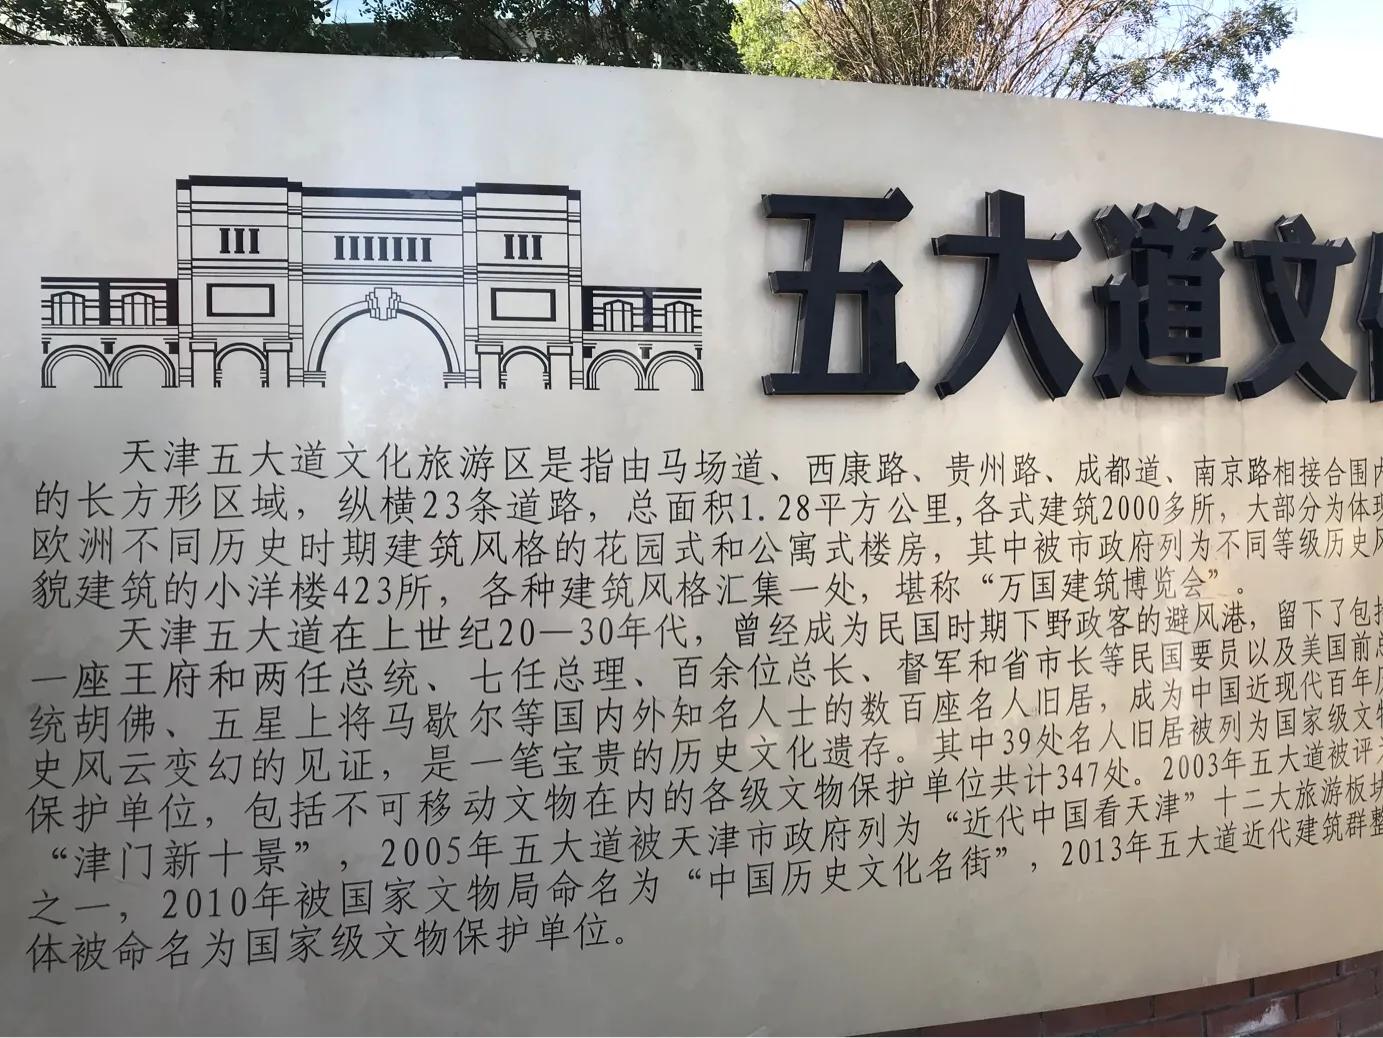 五大道文化
天津五大道文化旅游区是指由马场道、西康路、贵州路、成都道、南京路相接合围内
的长方形区域，纵横23条道路，总面积1.28平方公里,各式建筑2000多所，大部分为体现
欧洲不同历史时期建筑风格的花园式和公寓式楼房，其中被市政府列为不同等级历史风
貌建筑的小洋楼423所，各种建筑风格汇集一处，堪称“万国建筑博览会”。
天津五大道在上世纪20—30年代，曾经成为民国时期下野政客的避风港，留下了包括
一座王府和两任总统、七任总理、百余位总长、督军和省市长等民国要员以及美国前总
统胡佛、五星上将马歇尔等国内外知名人士的数百座名人旧居，成为中国近现代百年历
史风云变幻的见证，是一笔宝贵的历史文化遗存。其中39处名人旧居被列为国家级文物
保护单位，包括不可移动文物在内的各级文物保护单位共计347处。2003年五大道被评为
“津门新十景”，2005年五大道被天津市政府列为“近代中国看天津”十二大旅游板块
之一，2010年被国家文物局命名为“中国历史文化名街”，2013年五大道近代建筑群整
体被命名为国家级文物保护单位。